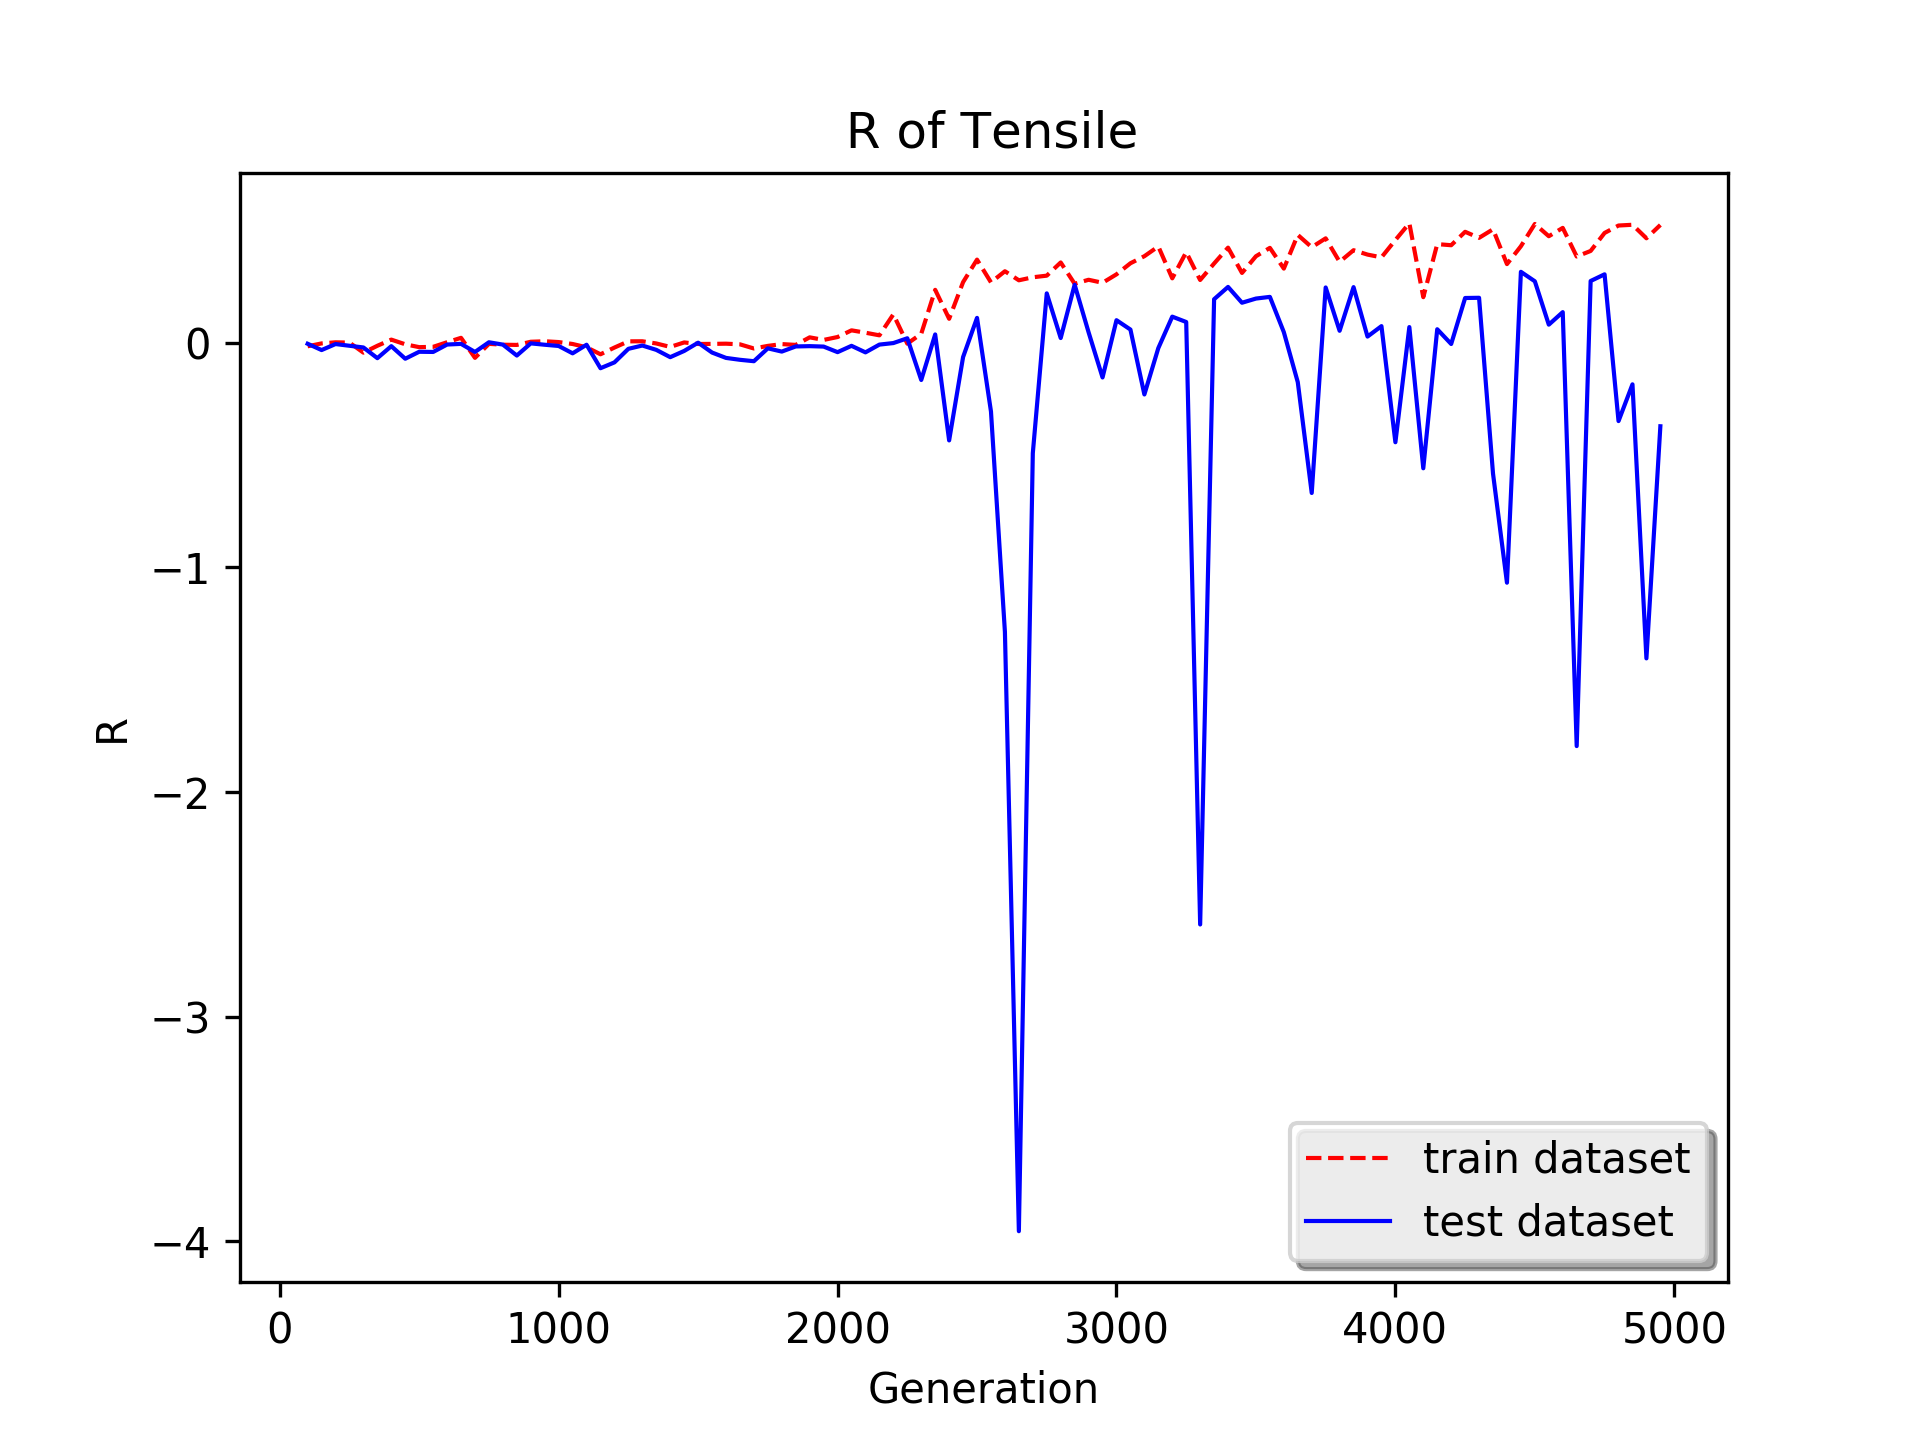 R of Tensile
R
0
−1
−2
−3
−4
train dataset
test dataset
0 1000 2000 3000 4000 5000
Generation